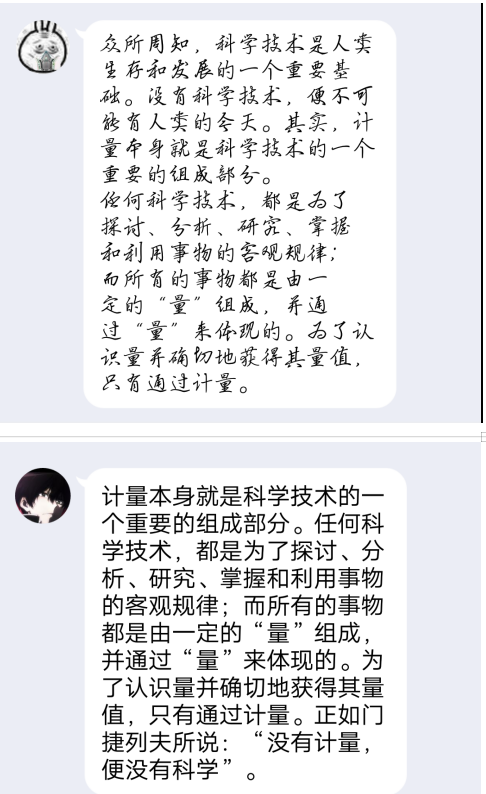 众所周知，科学技术是人类
生存和发展的一个重要基
础。没有科学技术，便不可
能有人类的今天。其实，计
量本身就是科学技术的一个
重要的组成部分。
任何科学技术，都是为了
探讨、分析、研究、掌握
和利用事物的客观规律；
而所有的事物都是由一
定的“量”组成，并通
过“量”来体现的。为了认
识量并确切地获得其量值，
只有通过计量。
计量本身就是科学技术的一
个重要的组成部分。任何科
学技术，都是为了探讨、分
析、研究、掌握和利用事物
的客观规律；而所有的事物
都是由一定的“量”组成，
并通过“量”来体现的。为
了认识量并确切地获得其量
值，只有通过计量。正如门
捷列夫所说：“没有计量，
便没有科学”。